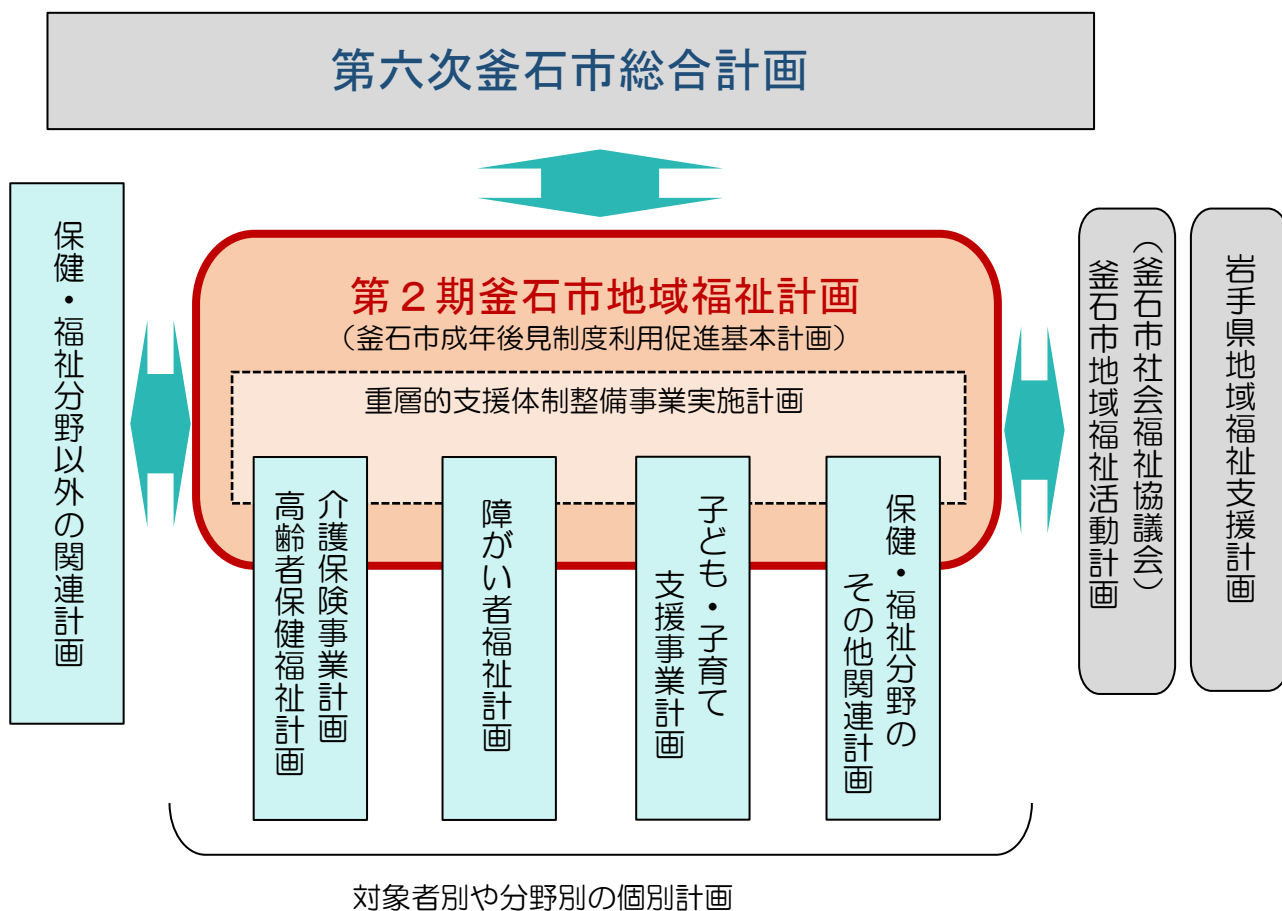 第六次釜石市総合計画
保健・福祉分野以外の関連計画
第２期釜石市地域福祉計画
（釜石市成年後見制度利用促進基本計画）
重層的支援体制整備事業実施計画
介護保険事業計画
高齢者保健福祉計画
障がい者福祉計画
子ども・子育て
支援事業計画
保健・福祉分野の
その他関連計画
（釜石市社会福祉協議会）
釜石市地域福祉活動計画
岩手県地域福祉支援計画
対象者別や分野別の個別計画